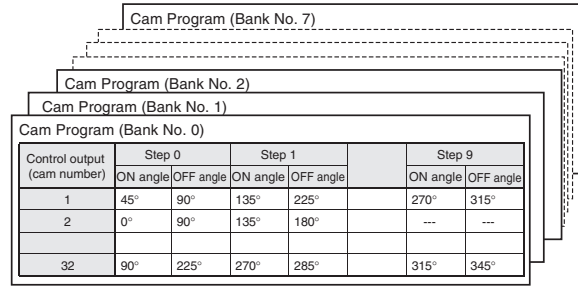 Cam Program (Bank No. 7)
Cam Program (Bank No. 2)
Cam Program (Bank No. 1)
Cam Program (Bank No. 0)
Control output (cam number) Step 0 Step 1 Step 9
ON angle OFF angle ON angle OFF angle ON angle OFF angle
1 45° 90° 135° 225° 270° 315°
2 0° 90° 135° 180° --- ---
32 90° 225° 270° 285° 315° 345°